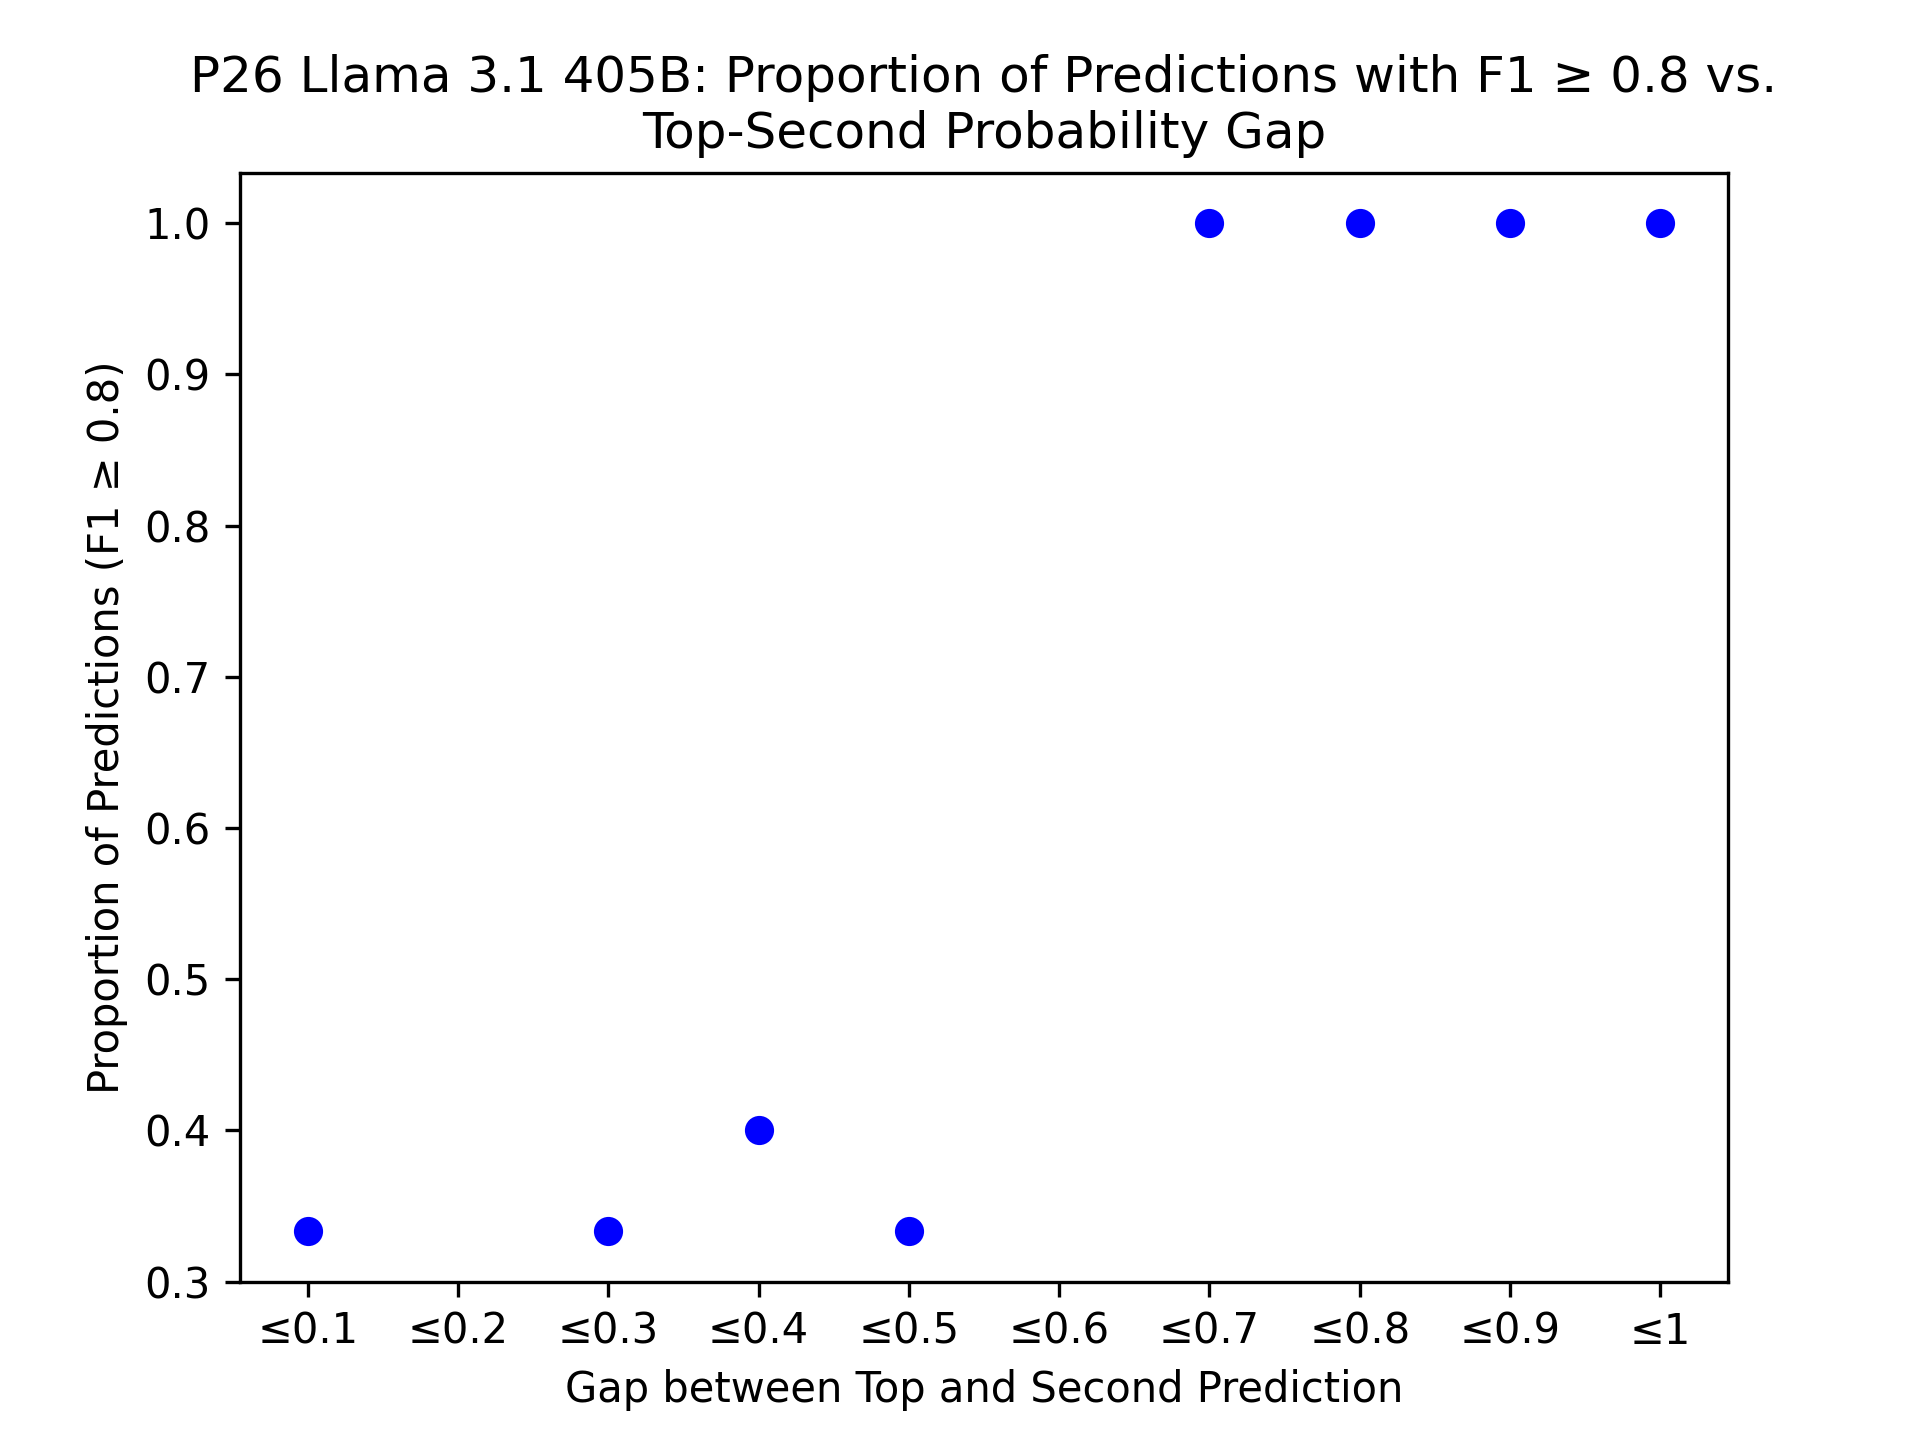 P26 Llama 3.1 405B: Proportion of Predictions with F1 ≥ 0.8 vs.
Top-Second Probability Gap
Proportion of Predictions (F1 ≥ 0.8)
1.0
0.9
0.8
0.7
0.6
0.5
0.4
0.3
≤0.1 ≤0.2 ≤0.3 ≤0.4 ≤0.5 ≤0.6 ≤0.7 ≤0.8 ≤0.9 ≤1
Gap between Top and Second Prediction